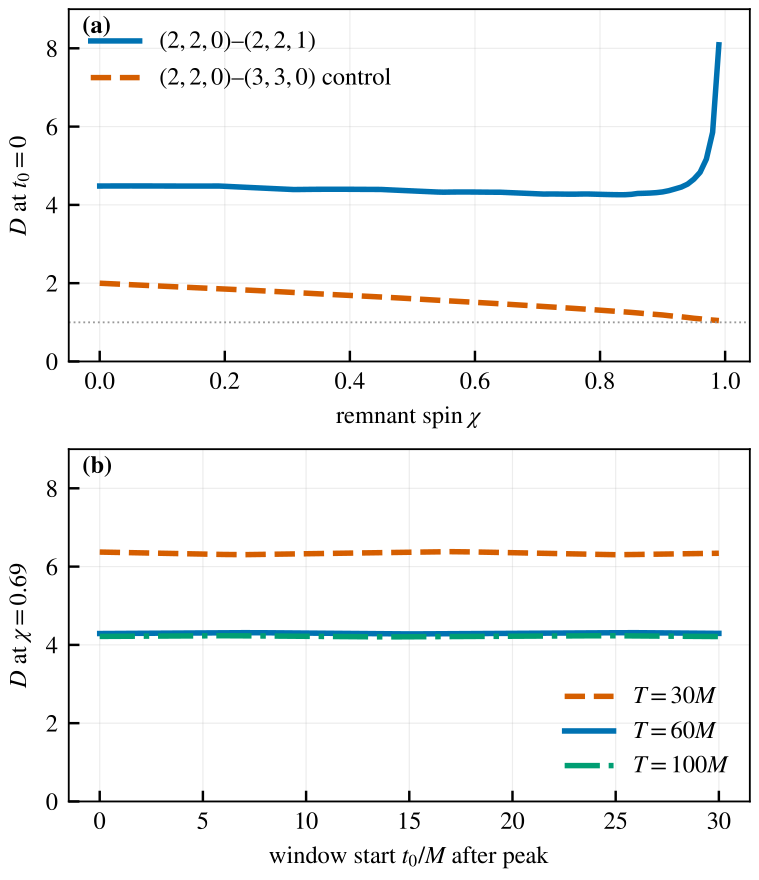 (a)
(2, 2, 0)–(2, 2, 1)
(2, 2, 0)–(3, 3, 0) control
8
6
4
2
0
D at t₀ = 0
0.0 0.2 0.4 0.6 0.8 1.0
remnant spin χ
(b)
8
6
4
2
0
D at χ = 0.69
T = 30M
T = 60M
T = 100M
0 5 10 15 20 25 30
window start t₀/M after peak